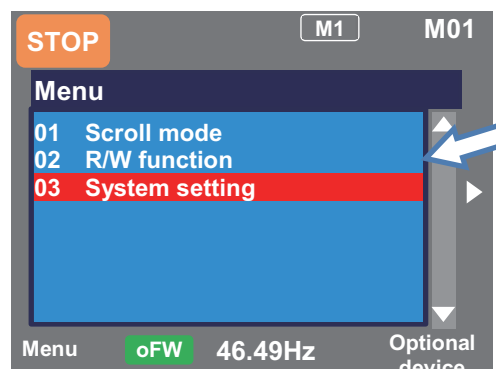 STOP M1 M01
Menu
01 Scroll mode
02 R/W function
03 System setting
Menu oFW 46.49Hz Optional
device